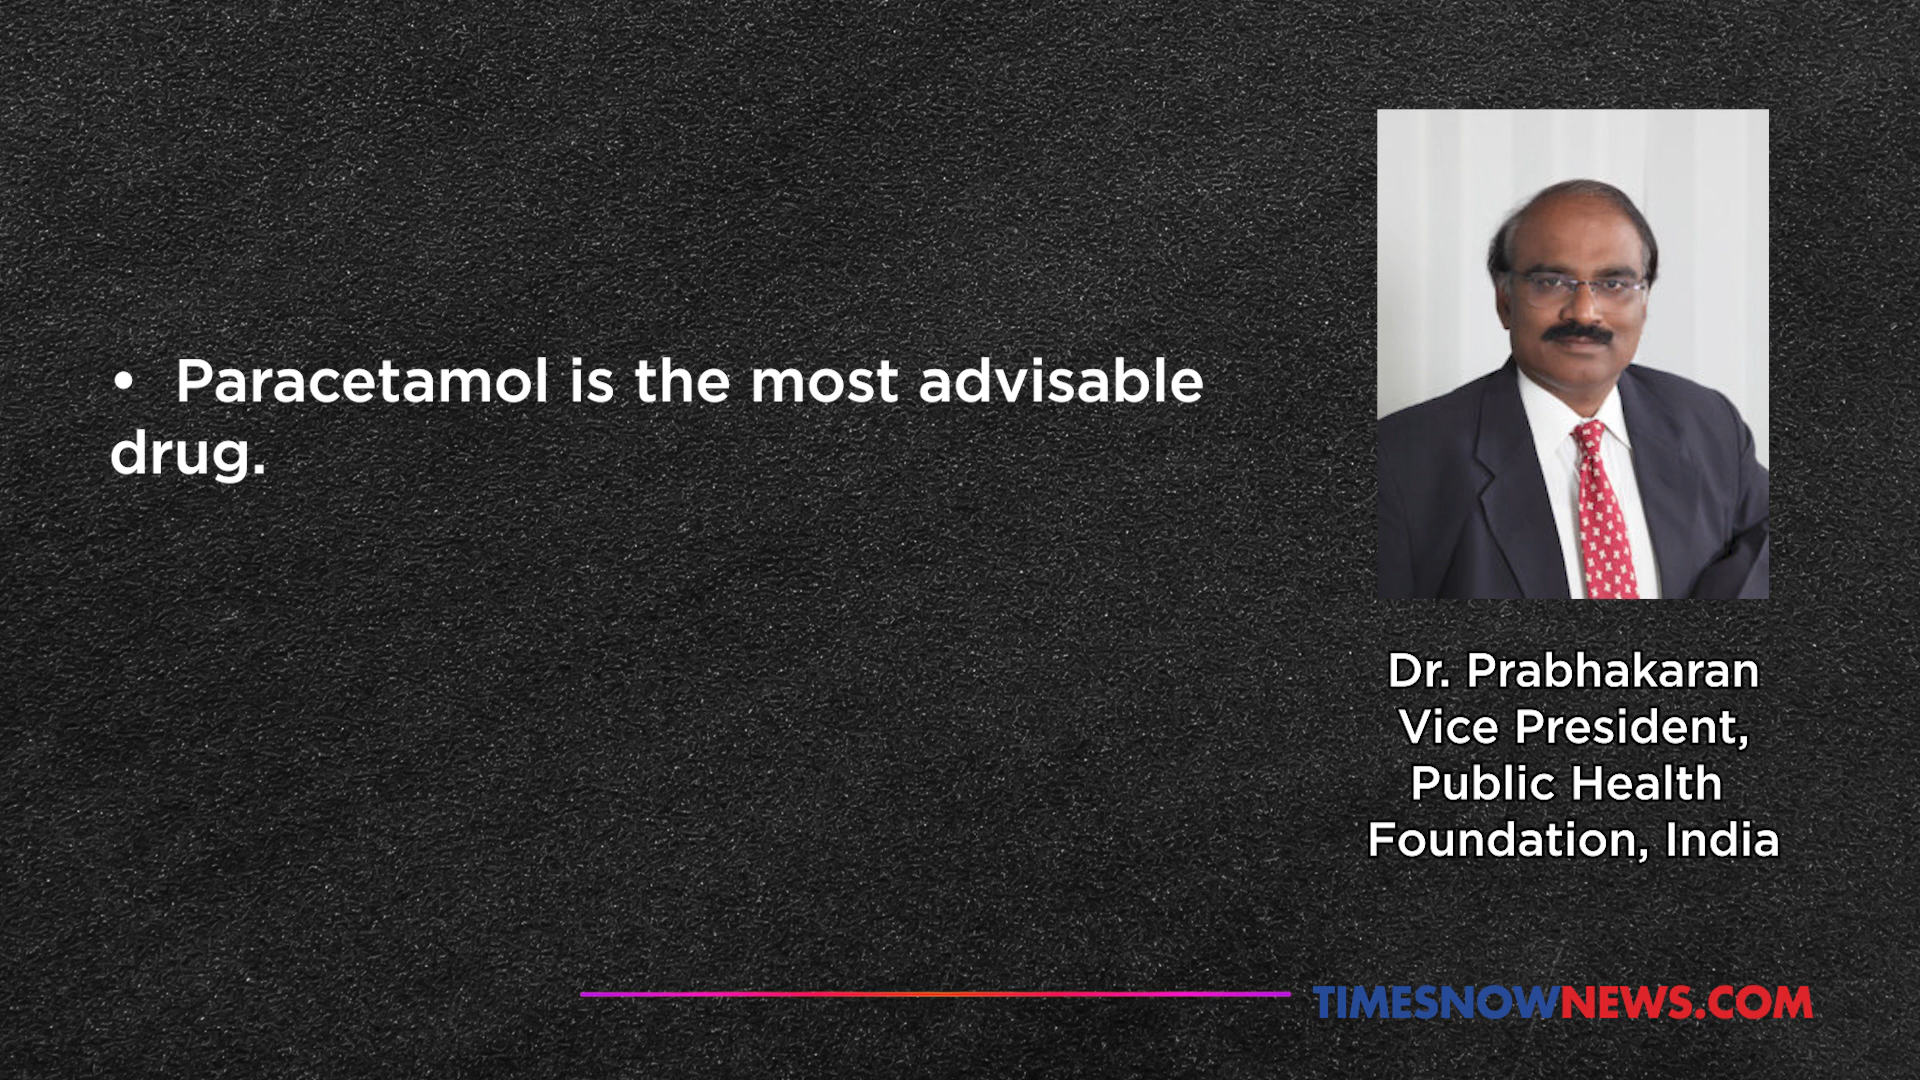 • Paracetamol is the most advisable
drug.
Dr. Prabhakaran
Vice President,
Public Health
Foundation, India
TIMESNOWNEWS.COM